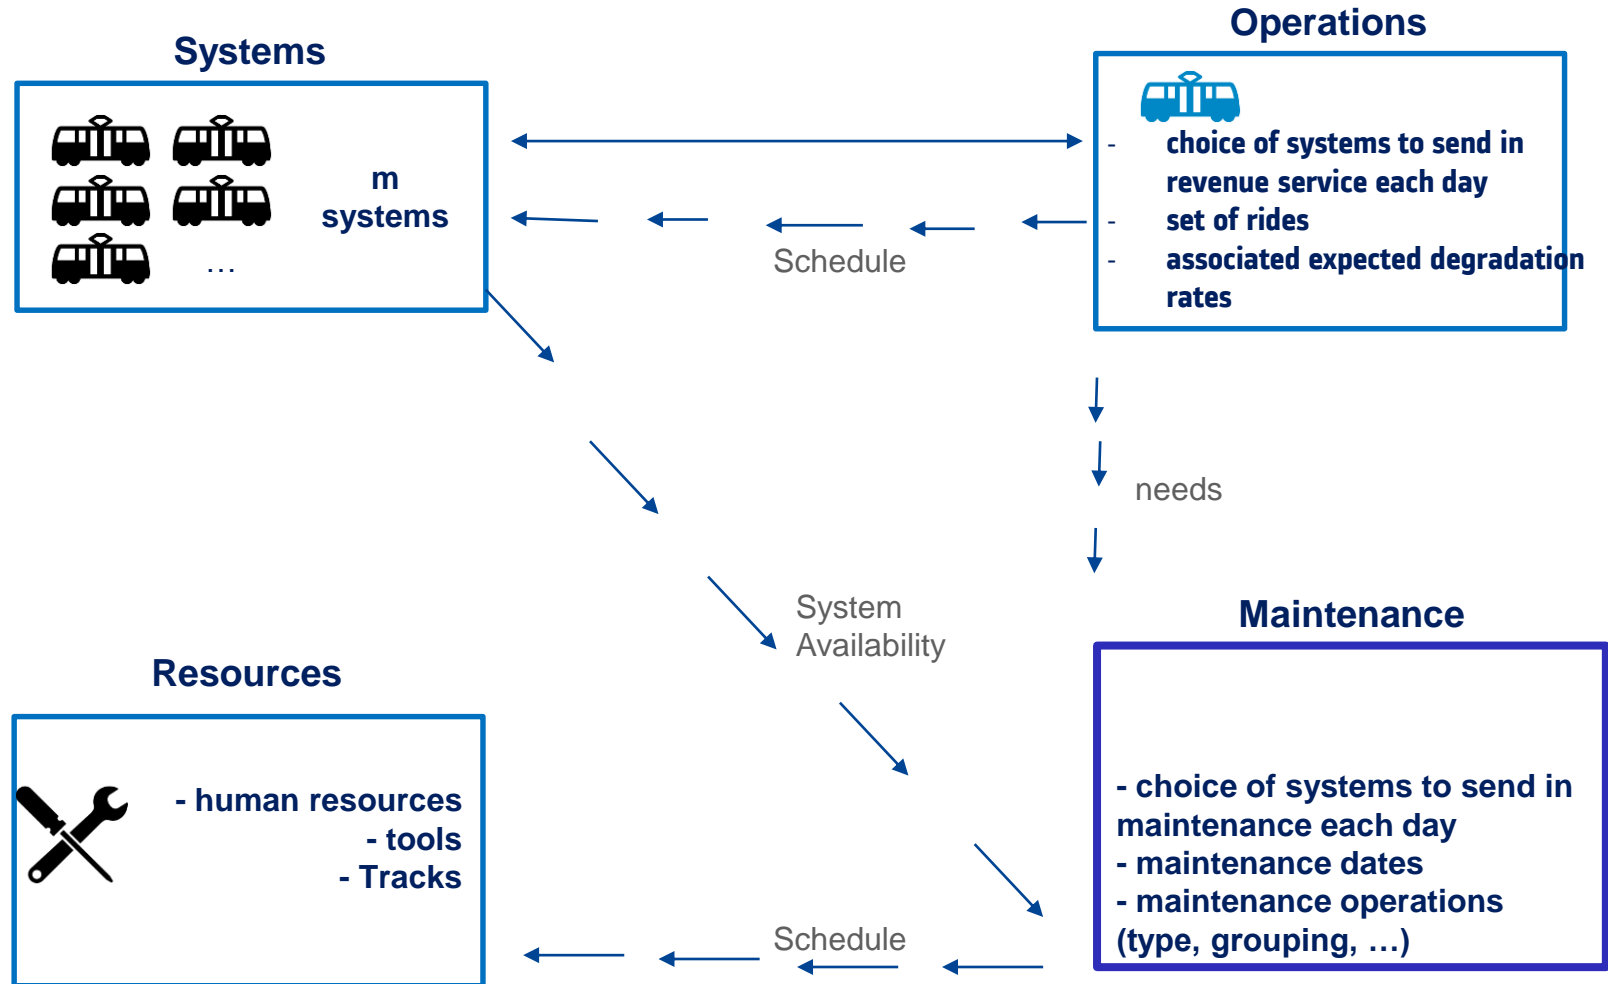 Systems
m
systems
…
Operations
- choice of systems to send in
revenue service each day
- set of rides
- associated expected degradation
rates
Schedule
needs
System
Availability
Resources
- human resources
- tools
- Tracks
Maintenance
- choice of systems to send in
maintenance each day
- maintenance dates
- maintenance operations
(type, grouping, …)
Schedule